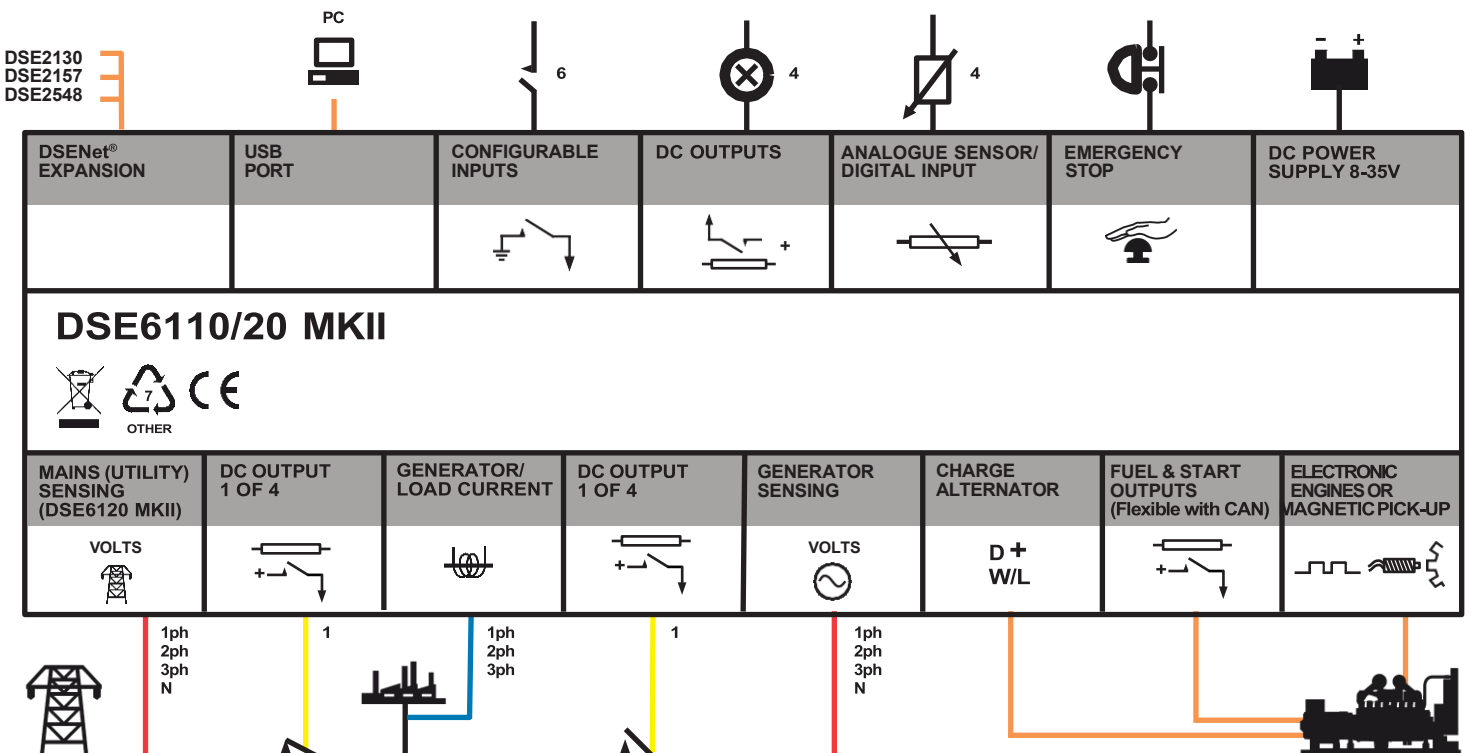 PC
DSE2130
DSE2157
DSE2548
6
4
4
- +
DSENet®
EXPANSION
USB
PORT
CONFIGURABLE
INPUTS
DC OUTPUTS
ANALOGUE SENSOR/
DIGITAL INPUT
EMERGENCY
STOP
DC POWER
SUPPLY 8-35V
+
DSE6110/20 MKII
7
CE
OTHER
MAINS (UTILITY)
SENSING
(DSE6120 MKII)
DC OUTPUT
1 OF 4
GENERATOR/
LOAD CURRENT
DC OUTPUT
1 OF 4
GENERATOR
SENSING
CHARGE
ALTERNATOR
FUEL & START
OUTPUTS
(Flexible with CAN)
ELECTRONIC
ENGINES OR
MAGNETIC PICK-UP
VOLTS
+
+
VOLTS
D+
W/L
+
1ph
2ph
3ph
N
1
1ph
2ph
3ph
1
1ph
2ph
3ph
N